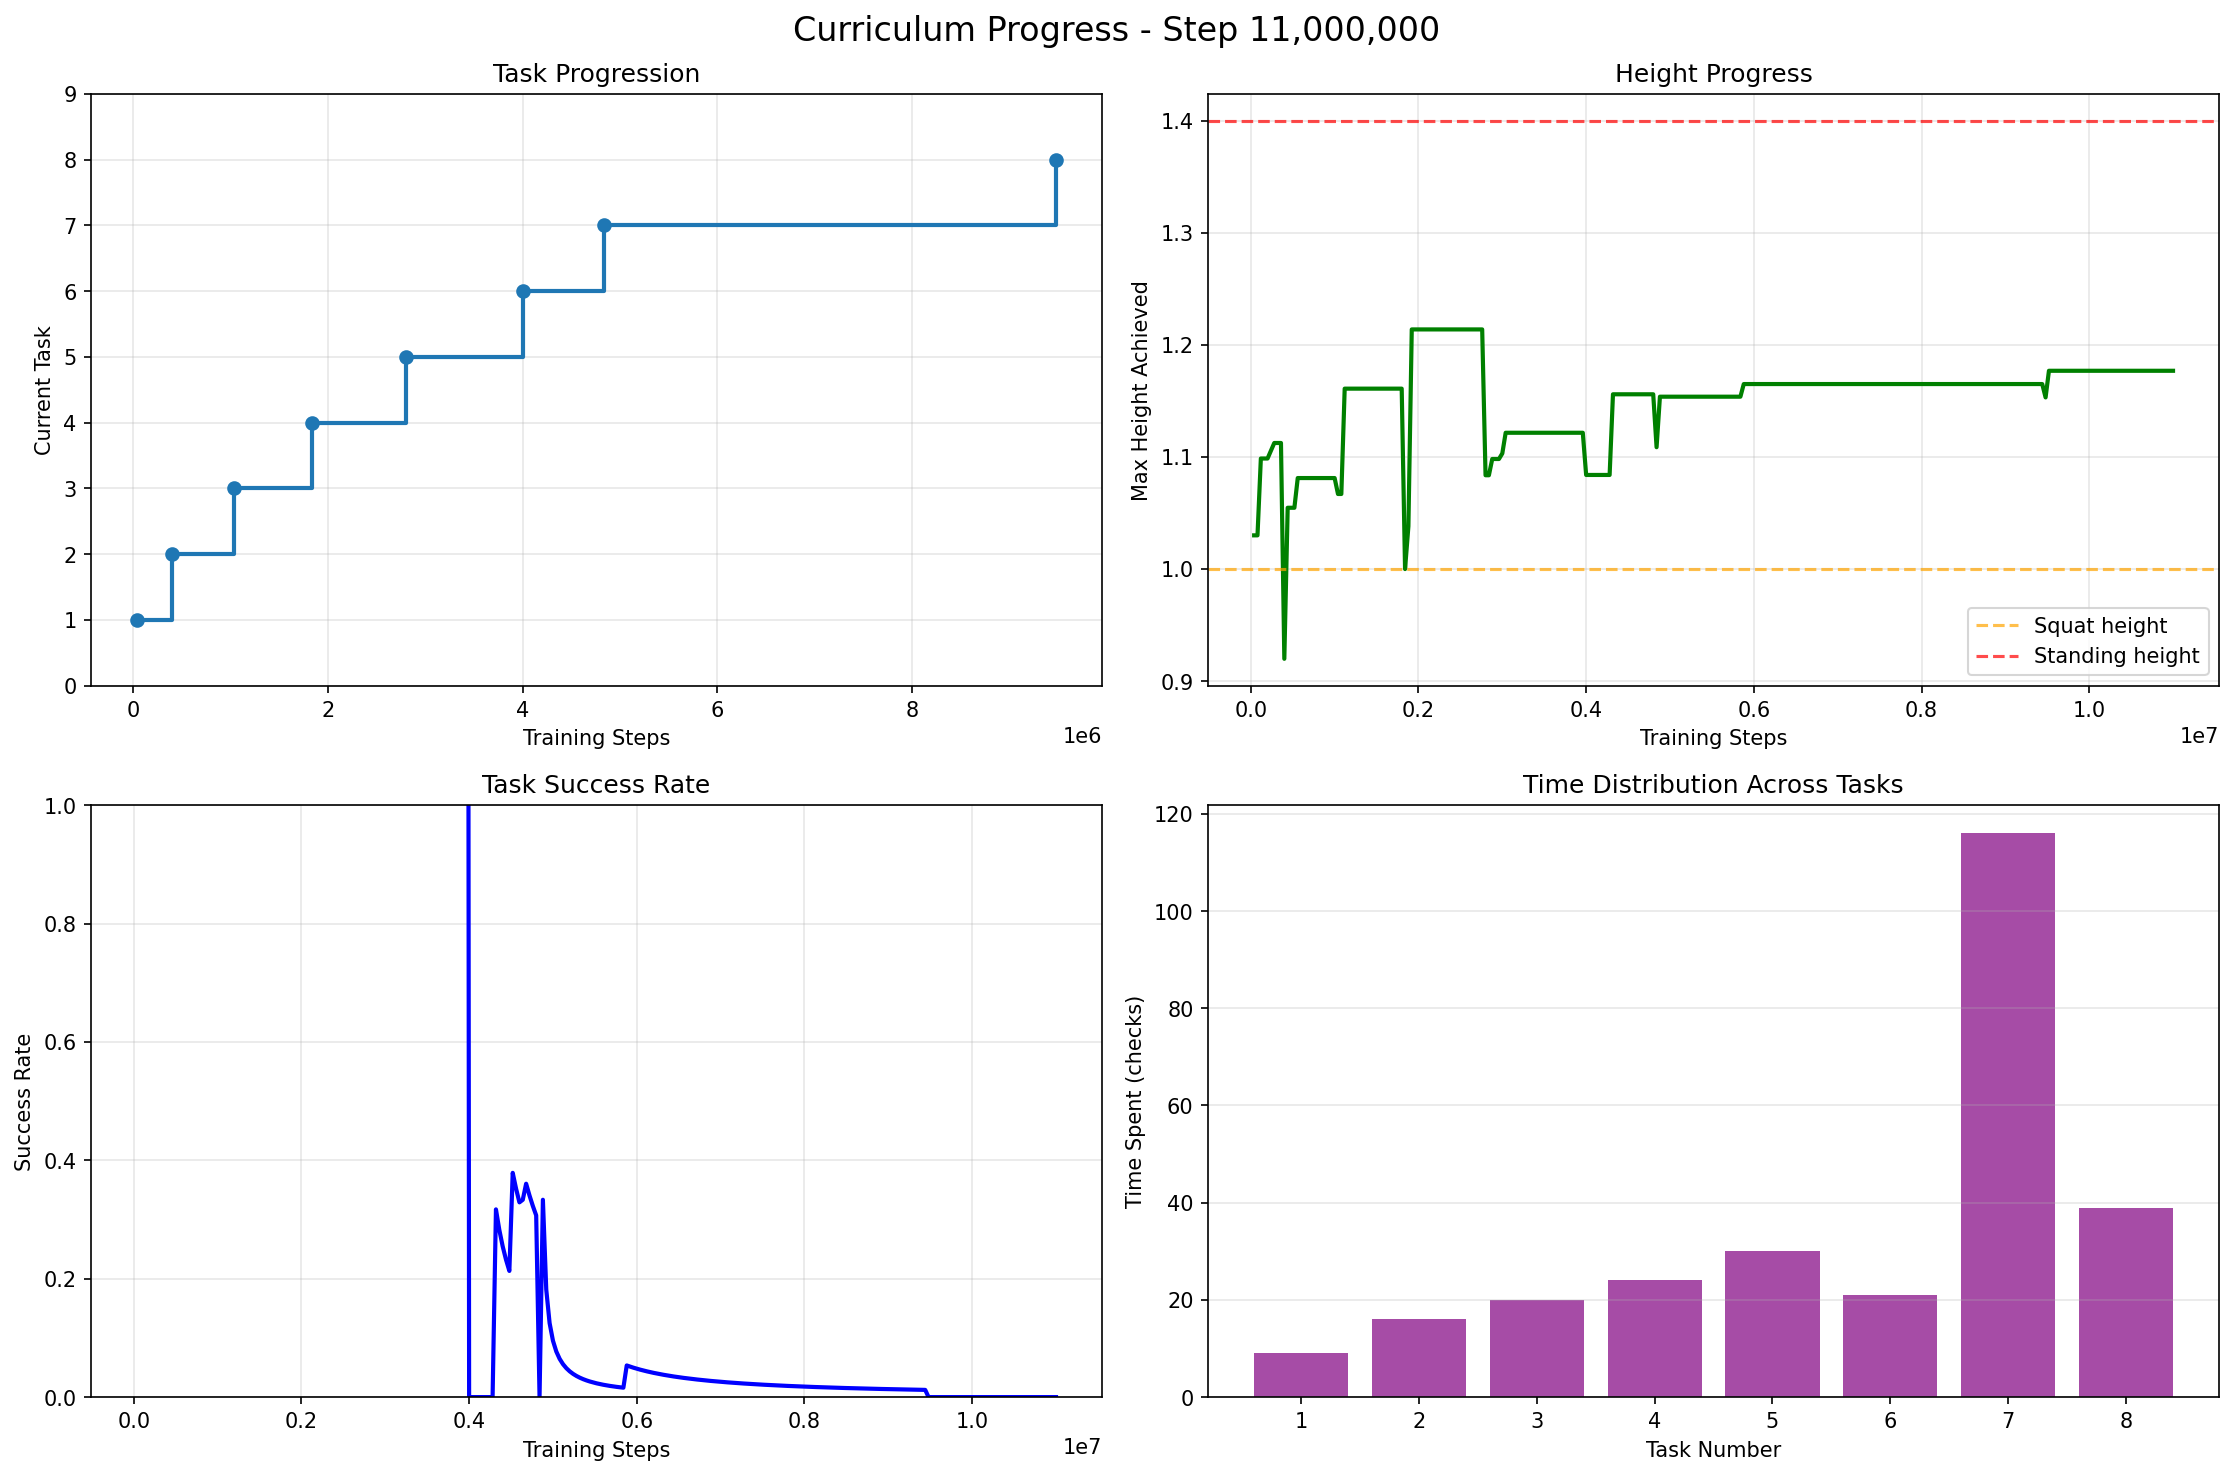 Curriculum Progress - Step 11,000,000
Task Progression
9
8
7
6
5
4
3
2
1
0
Current Task
0 2 4 6 8
1e6
Training Steps
Height Progress
1.4
1.3
1.2
1.1
1.0
0.9
Max Height Achieved
Squat height
Standing height
0.0 0.2 0.4 0.6 0.8 1.0
1e7
Training Steps
Task Success Rate
1.0
0.8
0.6
0.4
0.2
0.0
Success Rate
0.0 0.2 0.4 0.6 0.8 1.0
1e7
Training Steps
Time Distribution Across Tasks
120
100
80
60
40
20
0
Time Spent (checks)
1 2 3 4 5 6 7 8
Task Number